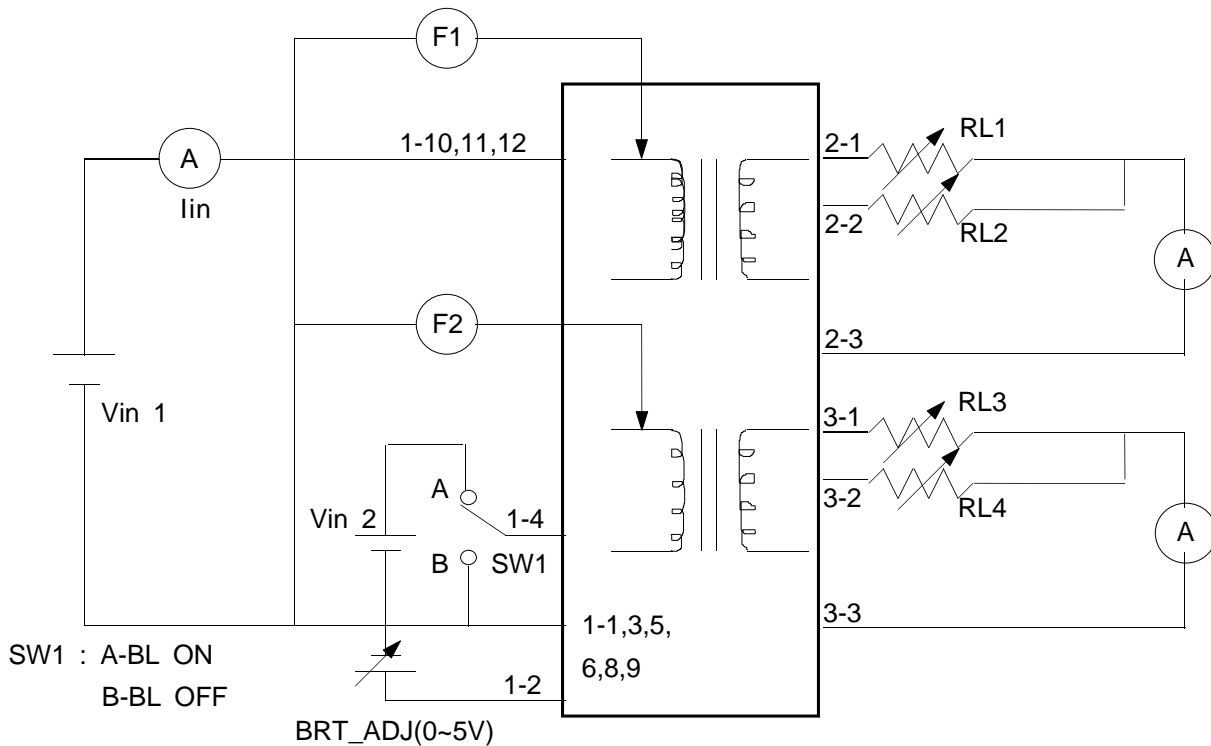 F1
A
Iin
1-10,11,12
2-1
RL1
2-2
RL2
A
F2
2-3
Vin 1
3-1
RL3
3-2
RL4
A
Vin 2
A
1-4
B
SW1
3-3
1-1,3,5,
6,8,9
SW1 : A-BL ON
B-BL OFF
1-2
BRT_ADJ(0~5V)